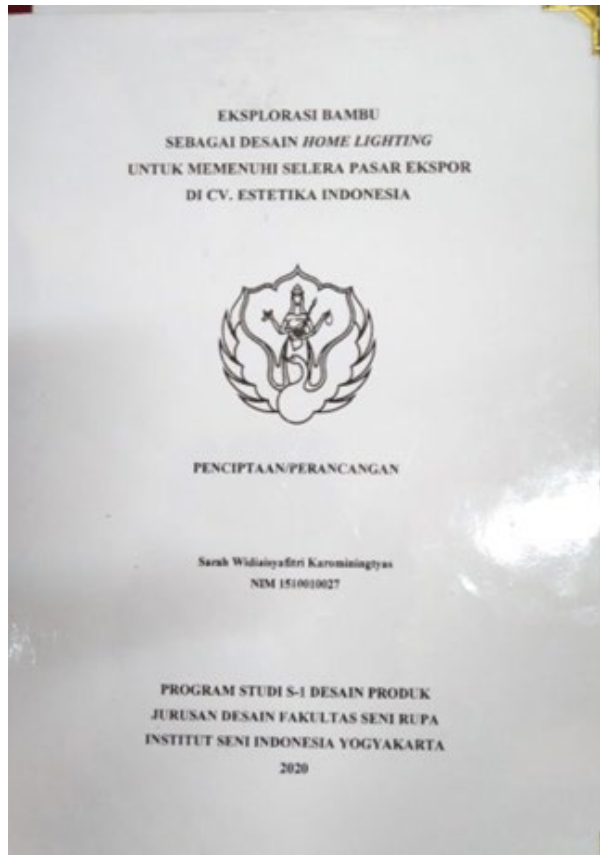 EKSPLORASI BAMBU
SEBAGAI DESAIN HOME LIGHTING
UNTUK MEMENUHI SELERA PASAR EKSPOR
DI CV. ESTETIKA INDONESIA
PENCIPTAAN/PERANCANGAN
Sarah Widiaisyafitri Karominingtyas
NIM 1510010027
PROGRAM STUDI S-1 DESAIN PRODUK
JURUSAN DESAIN FAKULTAS SENI RUPA
INSTITUT SENI INDONESIA YOGYAKARTA
2020